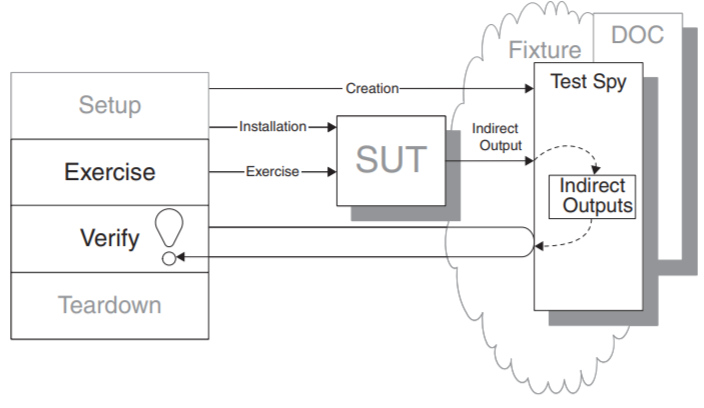 Setup
Exercise
Verify
Teardown
Creation
Installation
Exercise
SUT
Indirect
Output
Fixture
DOC
Test Spy
Indirect
Outputs